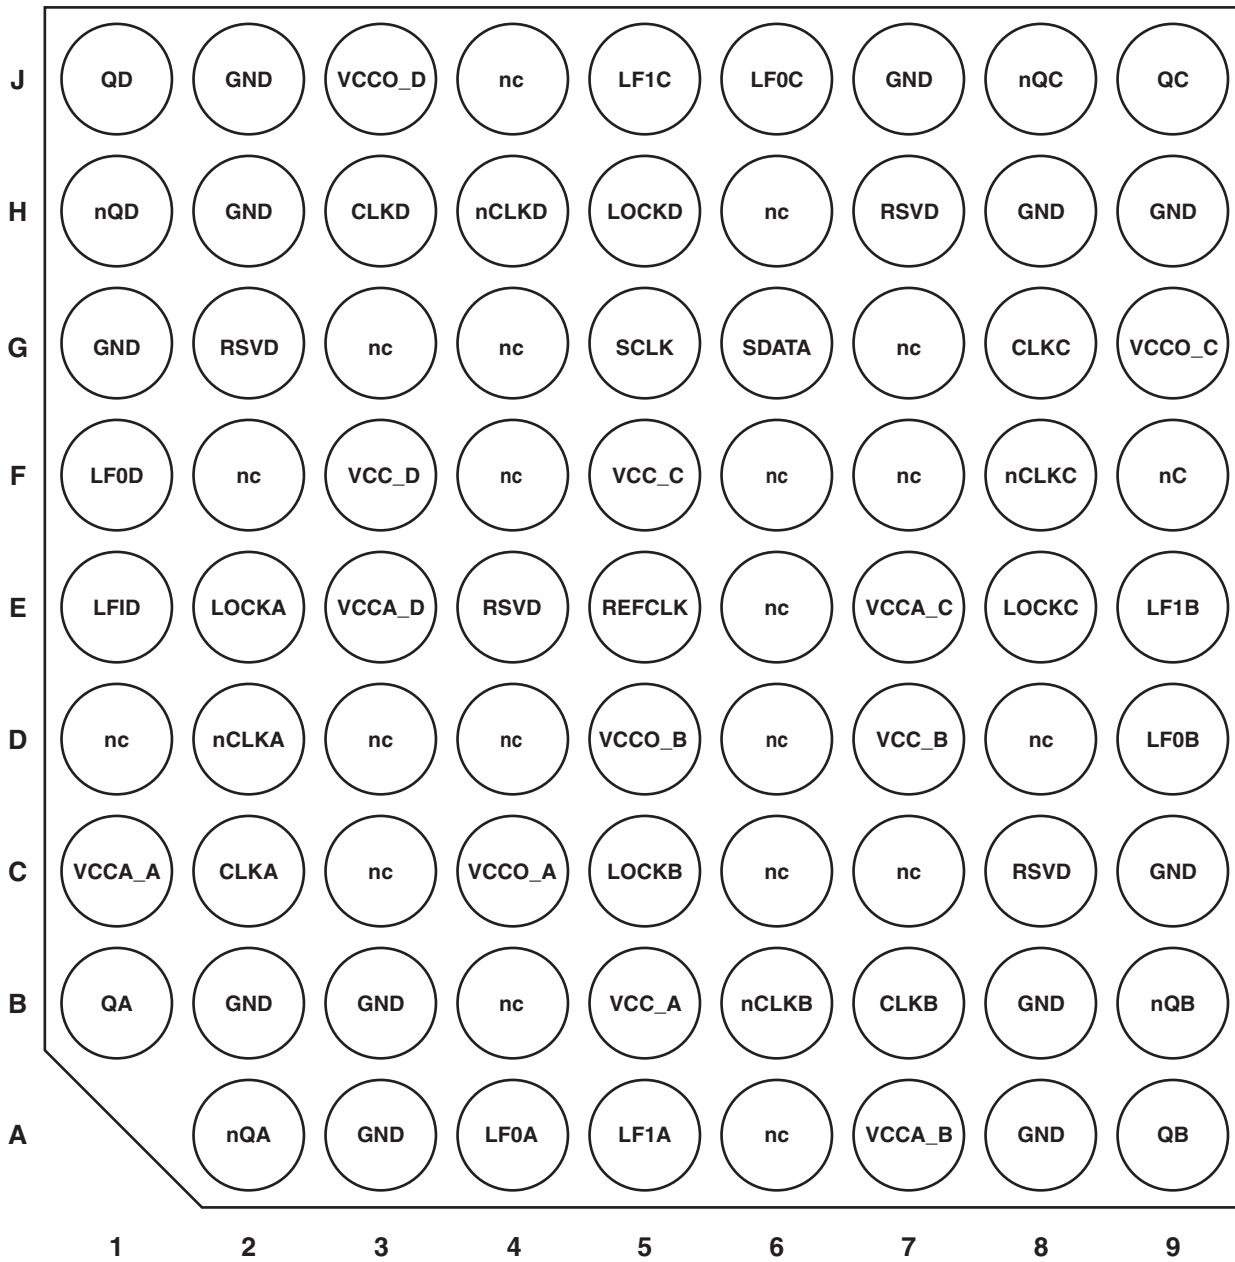 J QD GND VCCO_D nc LF1C LF0C GND nQC QC
H nQD GND CLKD nCLKD LOCKD nc RSVD GND GND
G GND RSVD nc nc SCLK SDATA nc CLKC VCCO_C
F LF0D nc VCC_D nc VCC_C nc nc nCLKC nC
E LFID LOCKA VCCA_D RSVD REFCLK nc VCCA_C LOCKC LF1B
D nc nCLKA nc nc VCCO_B nc VCC_B nc LF0B
C VCCA_A CLKA nc VCCO_A LOCKB nc nc RSVD GND
B QA GND GND nc VCC_A nCLKB CLKB GND nQB
A nQA GND LF0A LF1A nc VCCA_B GND QB
1 2 3 4 5 6 7 8 9